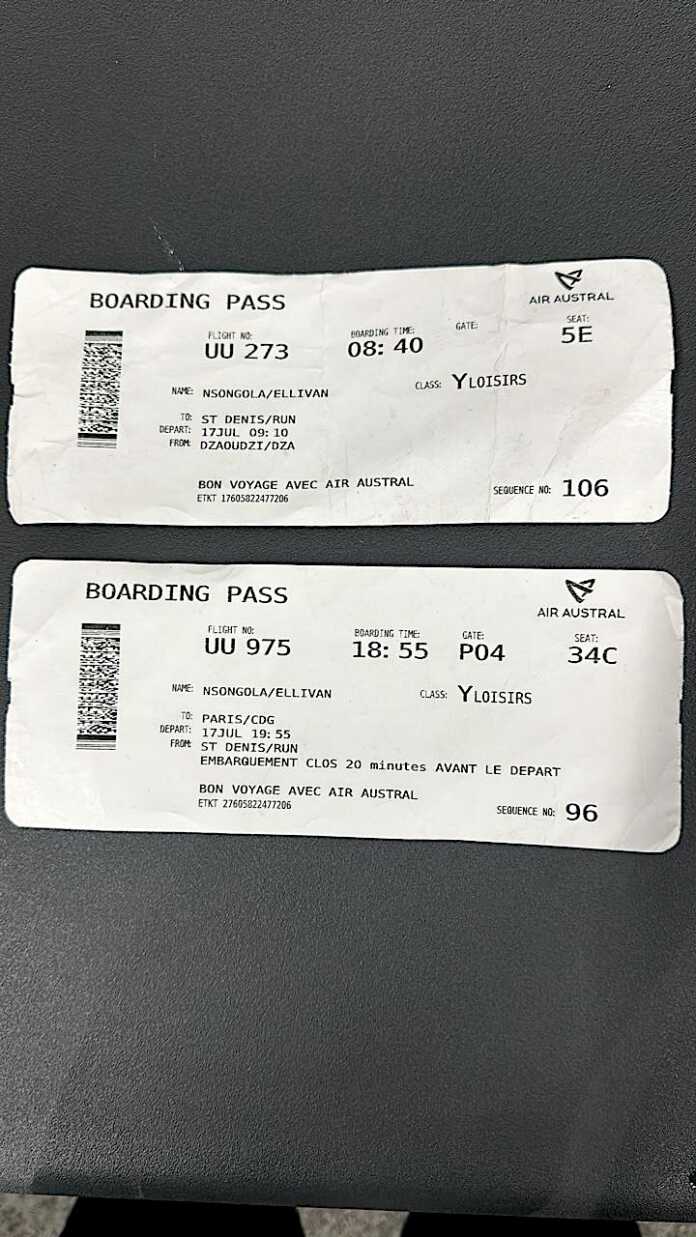 BOARDING PASS
AIR AUSTRAL
FLIGHT NO: BOARDING TIME: GATE: SEAT:
UU 273 08: 40 5E
NAME: NSONGOLA/ELLIVAN CLASS: Y LOISIRS
TO: ST DENIS/RUN
DEPART: 17JUL 09: 10
FROM: DZAOUDZI/DZA
BON VOYAGE AVEC AIR AUSTRAL
ETKT 17605822477206 SEQUENCE NO: 106
BOARDING PASS
AIR AUSTRAL
FLIGHT NO: BOARDING TIME: GATE: SEAT:
UU 975 18: 55 P04 34C
NAME: NSONGOLA/ELLIVAN CLASS: Y LOISIRS
TO: PARIS/CDG
DEPART: 17JUL 19: 55
FROM: ST DENIS/RUN
EMBARQUEMENT CLOS 20 minutes AVANT LE DEPART
BON VOYAGE AVEC AIR AUSTRAL
ETKT 27605822477206 SEQUENCE NO: 96